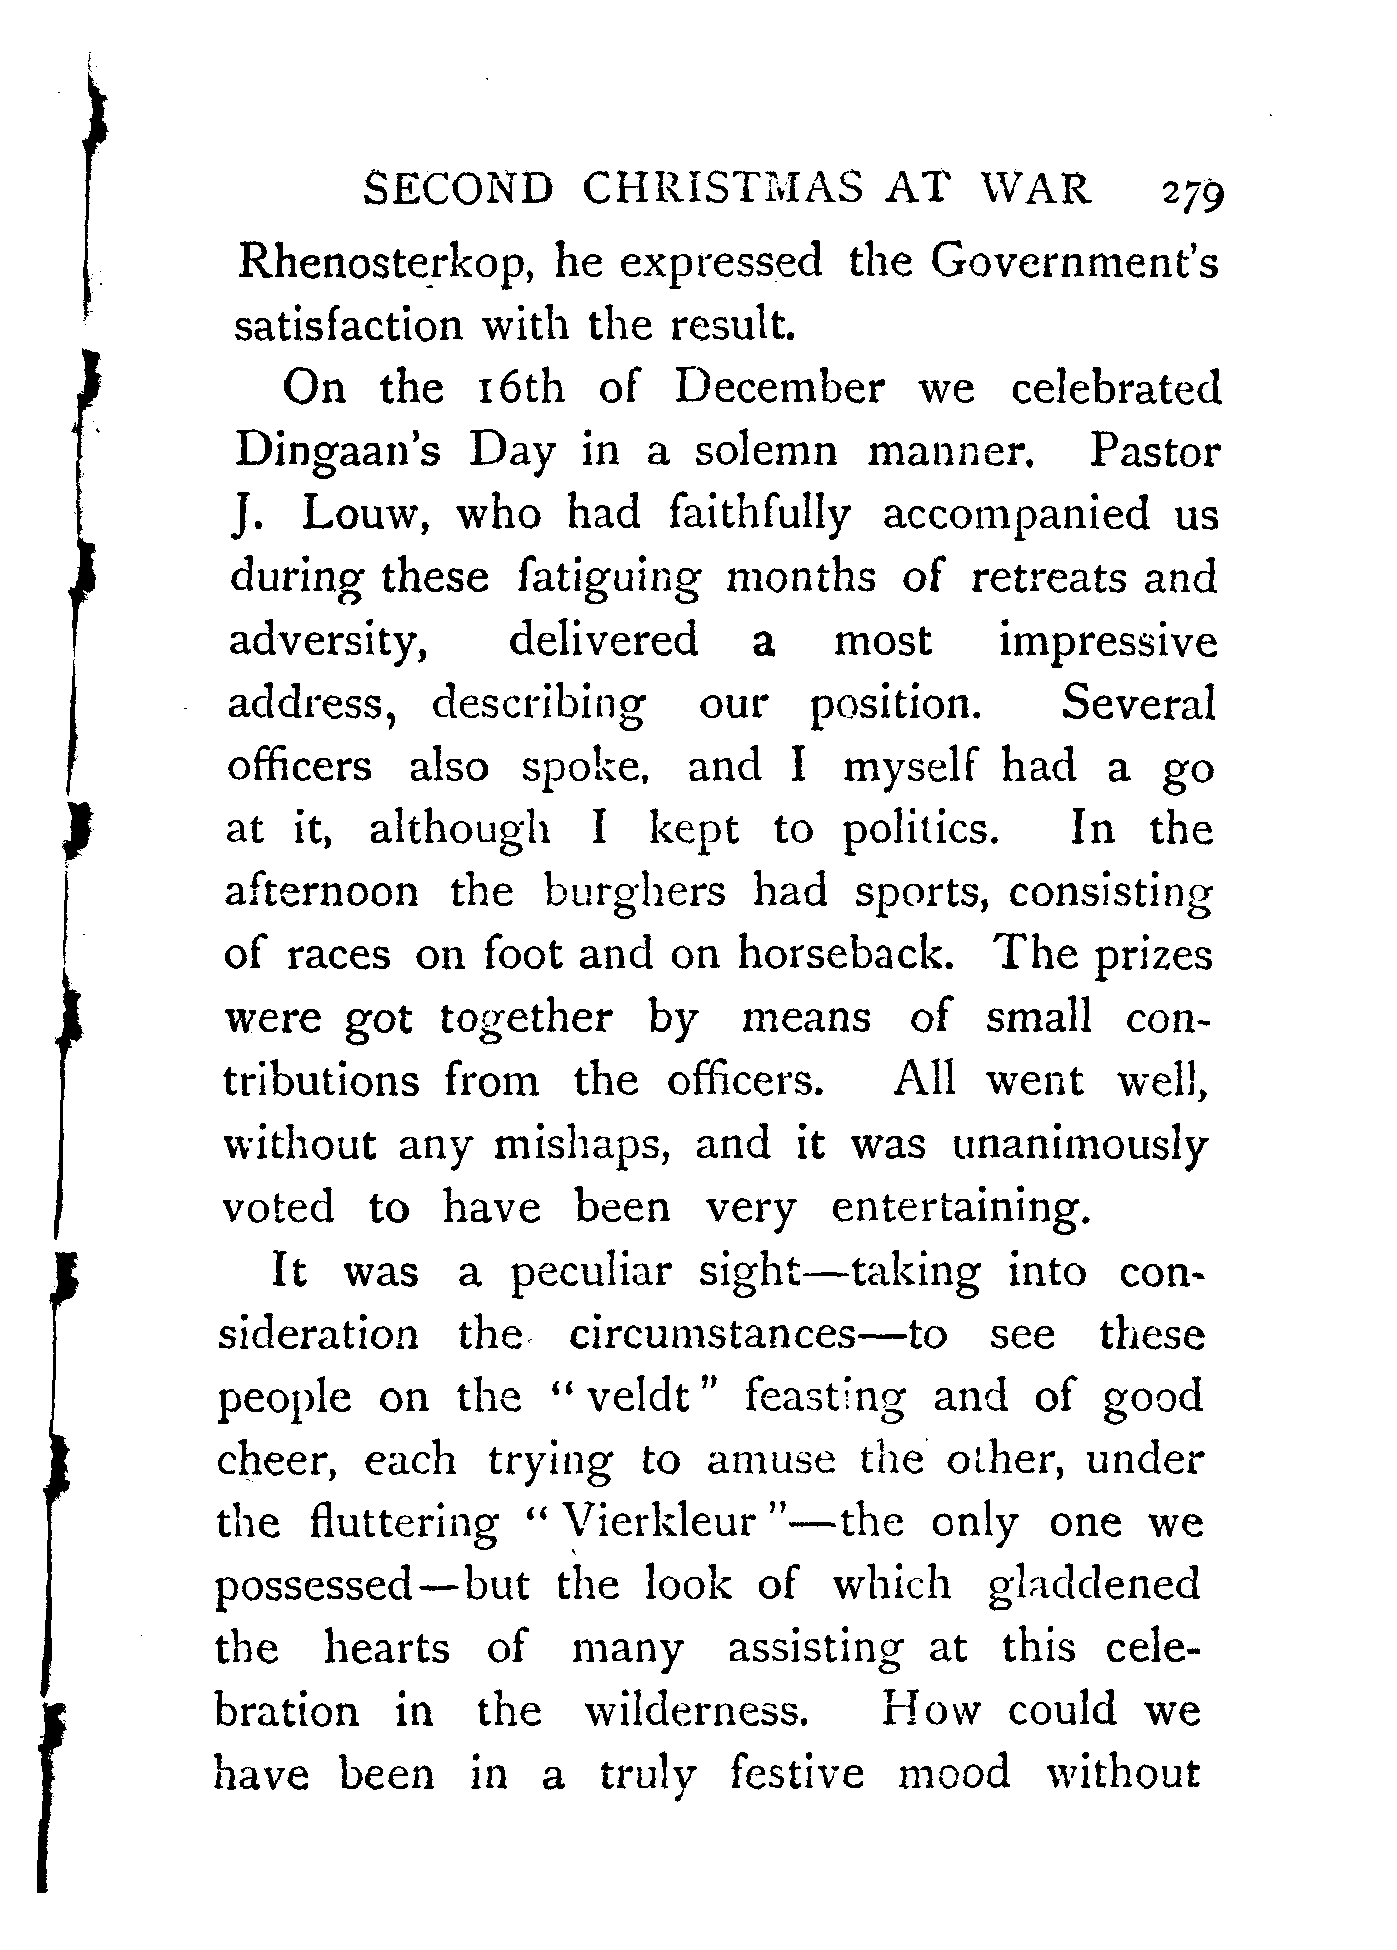 SECOND CHRISTMAS AT WAR 279
Rhenosterkop, he expressed the Government's
satisfaction with the result.
On the 16th of December we celebrated
Dingaan's Day in a solemn manner. Pastor
J. Louw, who had faithfully accompanied us
during these fatiguing months of retreats and
adversity, delivered a most impressive
address, describing our position. Several
officers also spoke, and I myself had a go
at it, although I kept to politics. In the
afternoon the burghers had sports, consisting
of races on foot and on horseback. The prizes
were got together by means of small con-
tributions from the officers. All went well,
without any mishaps, and it was unanimously
voted to have been very entertaining.
It was a peculiar sight—taking into con-
sideration the circumstances—to see these
people on the "veldt" feasting and of good
cheer, each trying to amuse the other, under
the fluttering "Vierkleur"—the only one we
possessed—but the look of which gladdened
the hearts of many assisting at this cele-
bration in the wilderness. How could we
have been in a truly festive mood without